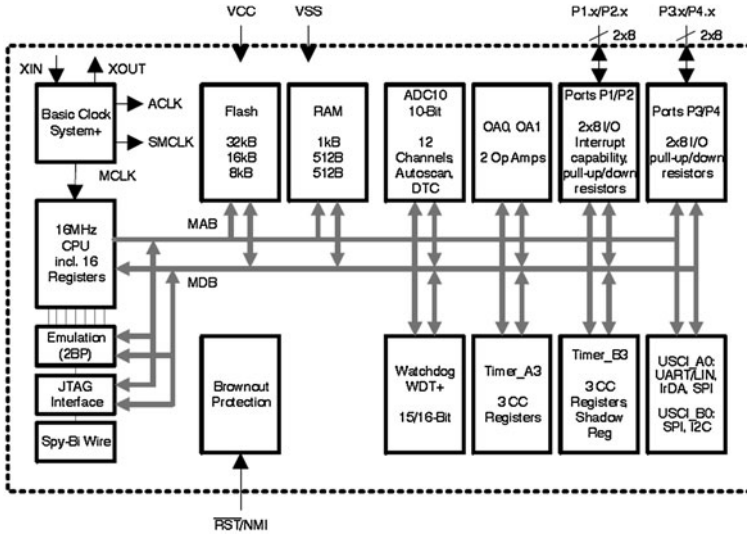 VCC
VSS
P1.x/P2.x
2x8
P3.x/P4.x
2x8
XIN
XOUT
Basic Clock
System+
ACLK
SMCLK
MCLK
Flash
32kB
16kB
8kB
RAM
1kB
512B
512B
ADC10
10-Bit
12
Channels,
Autoscan,
DTC
OA0, OA1
2 Op Amps
Ports P1/P2
2x8 I/O
Interrupt
capability,
pull-up/down
resistors
Ports P3/P4
2x8 I/O
pull-up/down
resistors
16MHz
CPU
incl. 16
Registers
MAB
MDB
Emulation
(2BP)
JTAG
Interface
Spy-Bi Wire
Brownout
Protection
Watchdog
WDT+
15/16-Bit
Timer_A3
3 CC
Registers
Timer_B3
3 CC
Registers,
Shadow
Reg
USCI_A0:
UART/LIN,
IrDA, SPI
USCI_B0:
SPI, I2C
RST/NMI